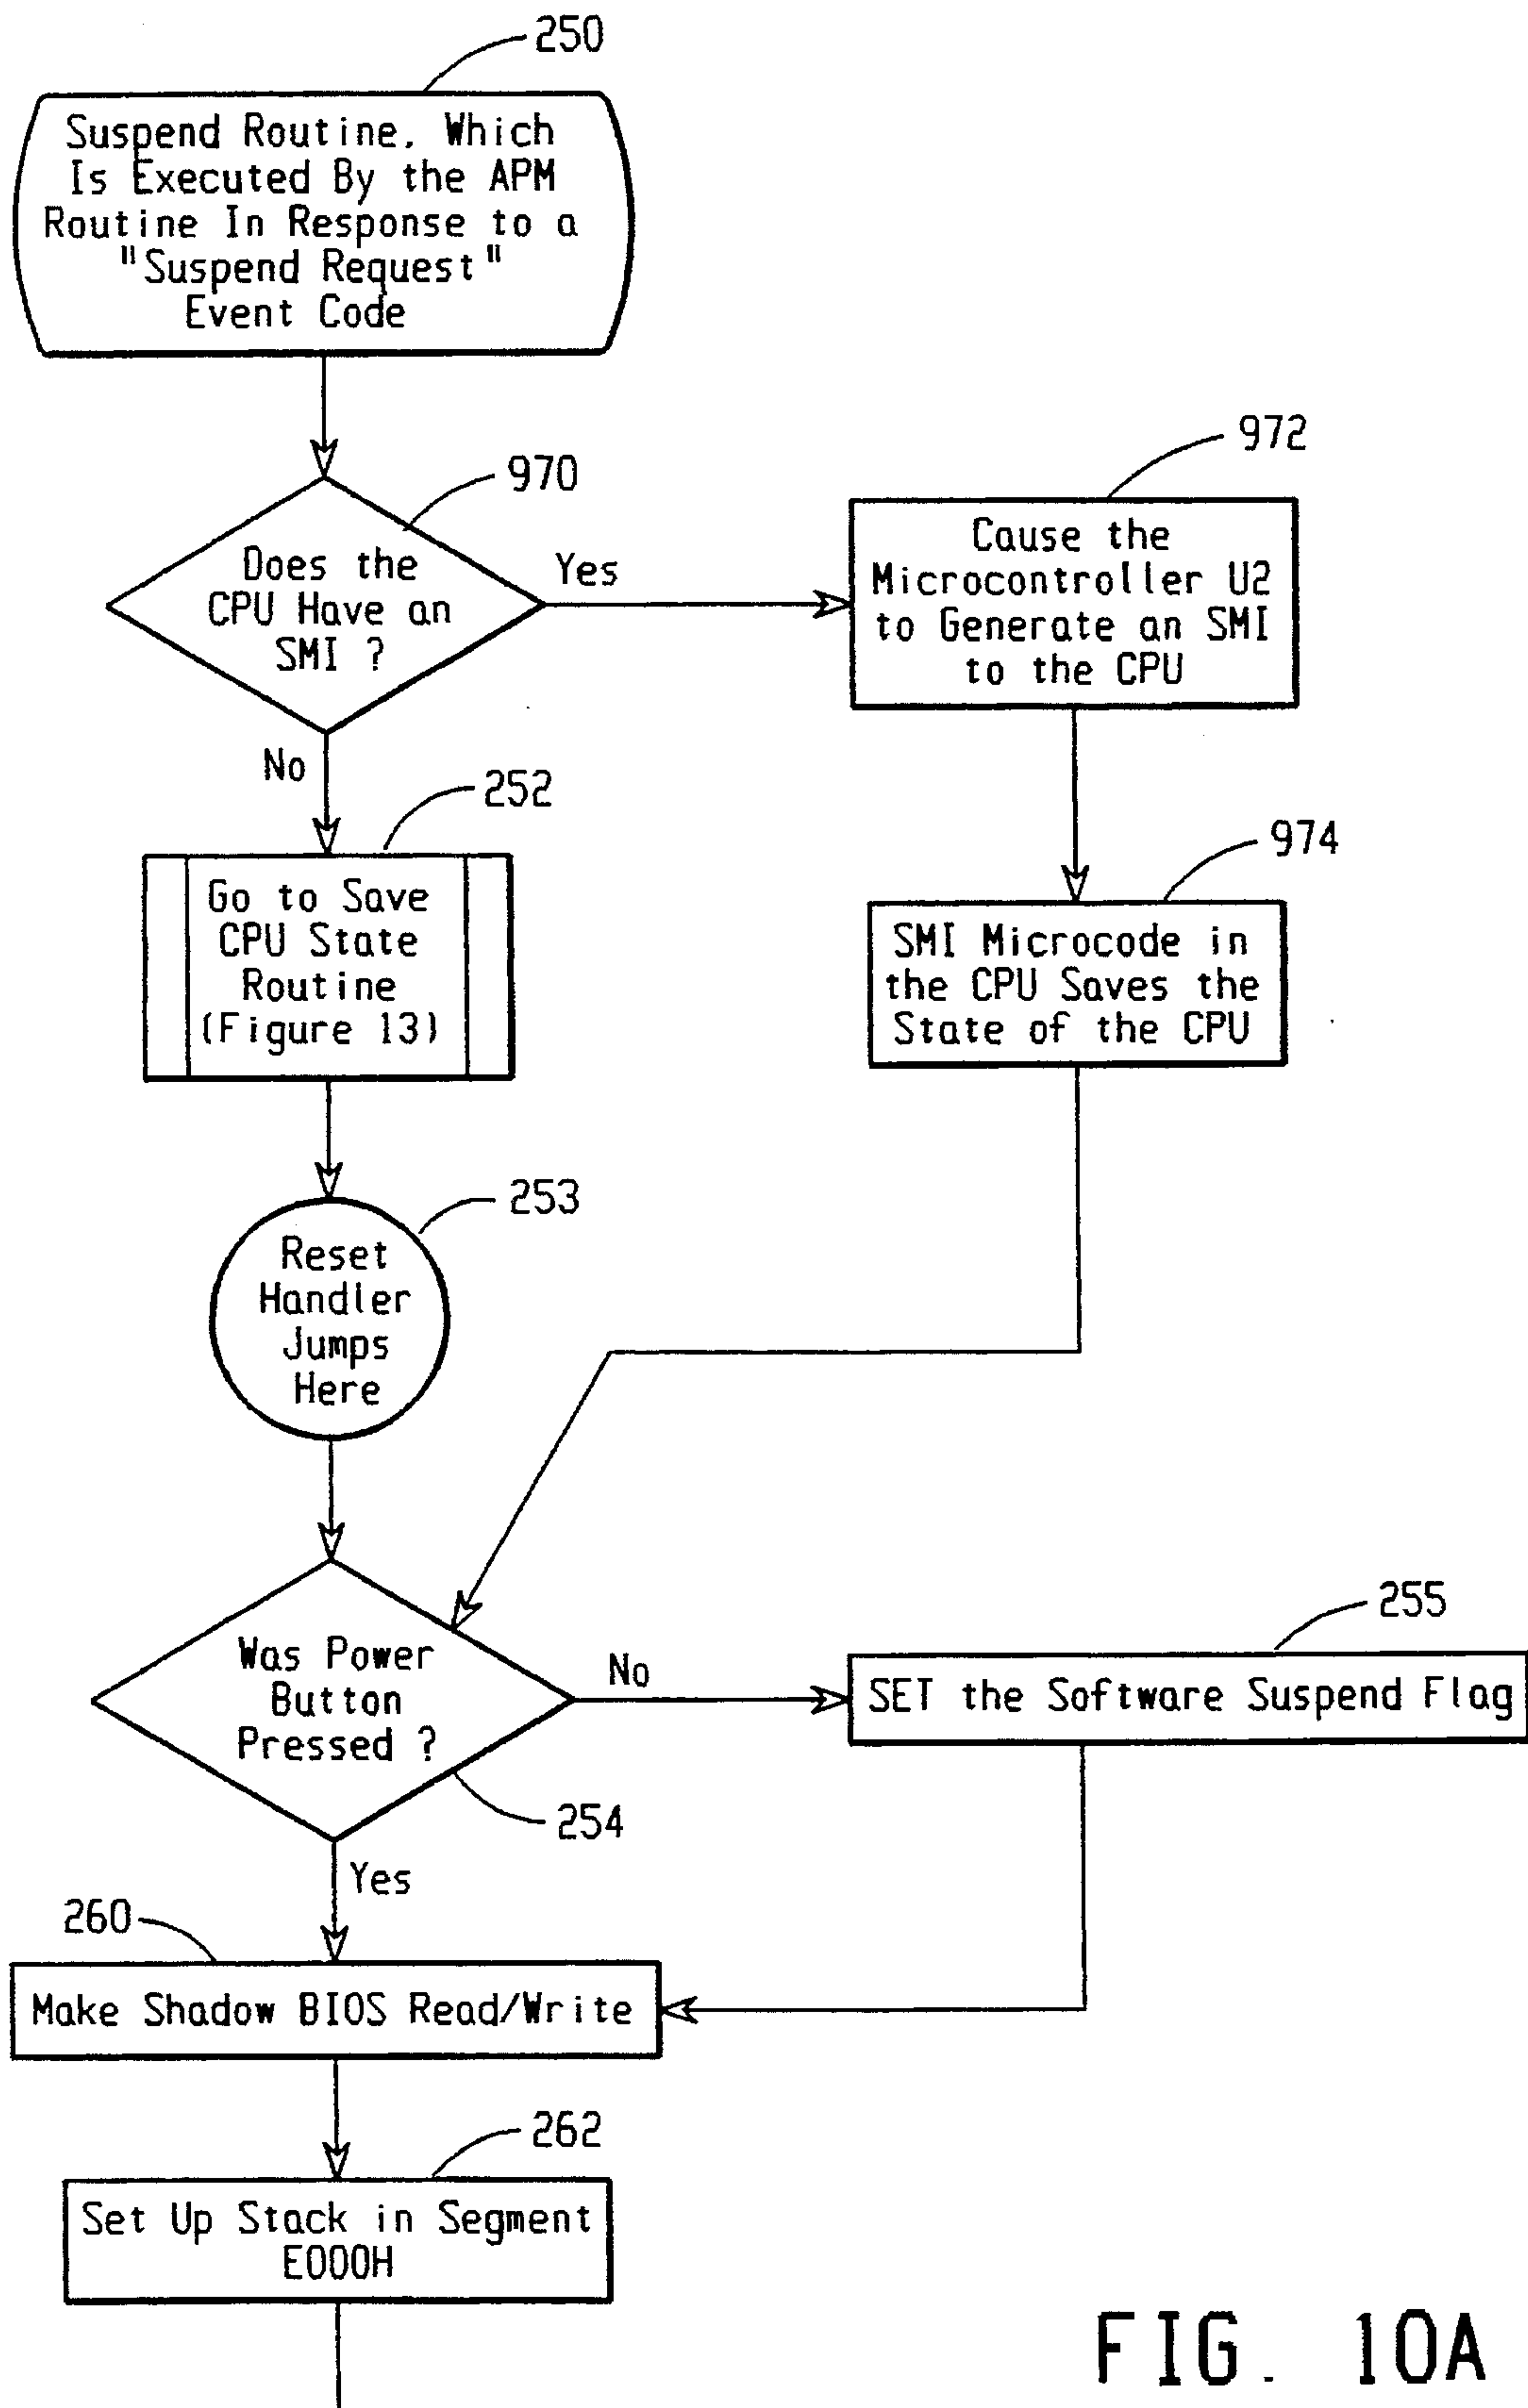 250
Suspend Routine, Which
Is Executed By the APM
Routine In Response to a
"Suspend Request"
Event Code
970
Does the
CPU Have an
SMI ?
Yes
No
972
Cause the
Microcontroller U2
to Generate an SMI
to the CPU
252
Go to Save
CPU State
Routine
(Figure 13)
974
SMI Microcode in
the CPU Saves the
State of the CPU
253
Reset
Handler
Jumps
Here
Was Power
Button
Pressed ?
254
No
Yes
255
SET the Software Suspend Flag
260
Make Shadow BIOS Read/Write
262
Set Up Stack in Segment
E000H
FIG. 10A